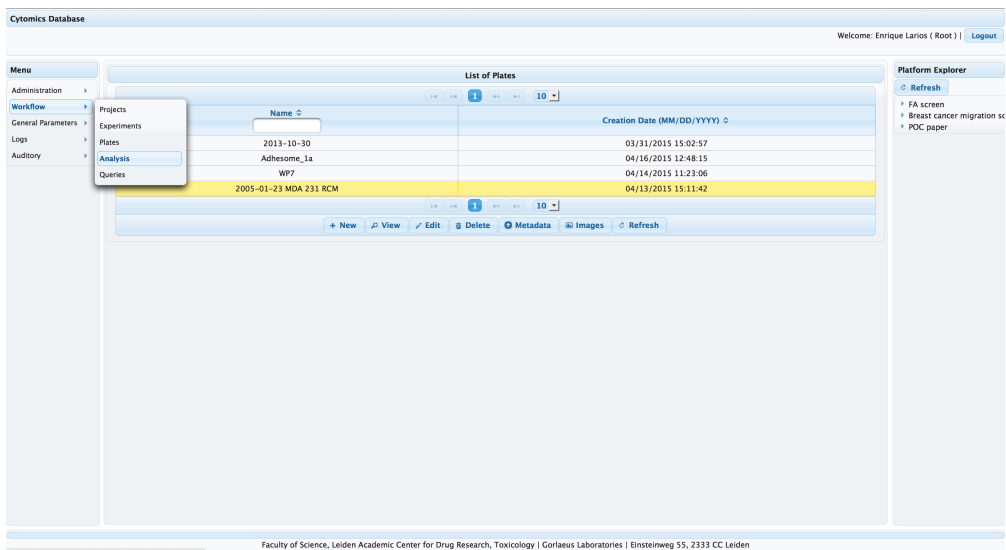 Cytomics Database
Welcome: Enrique Larios ( Root ) | Logout
Menu
Administration
Workflow
General Parameters
Logs
Auditory
Projects
Experiments
Plates
Analysis
Queries
List of Plates
1 10
Name Creation Date (MM/DD/YYYY)
2013-10-30 03/31/2015 15:02:57
Adhesome_1a 04/16/2015 12:48:15
WP7 04/14/2015 11:23:06
2005-01-23 MDA 231 RCM 04/13/2015 15:11:42
1 10
+ New View Edit Delete Metadata Images Refresh
Platform Explorer
Refresh
FA screen
Breast cancer migration sc
POC paper
Faculty of Science, Leiden Academic Center for Drug Research, Toxicology | Gorlaeus Laboratories | Einsteinweg 55, 2333 CC Leiden